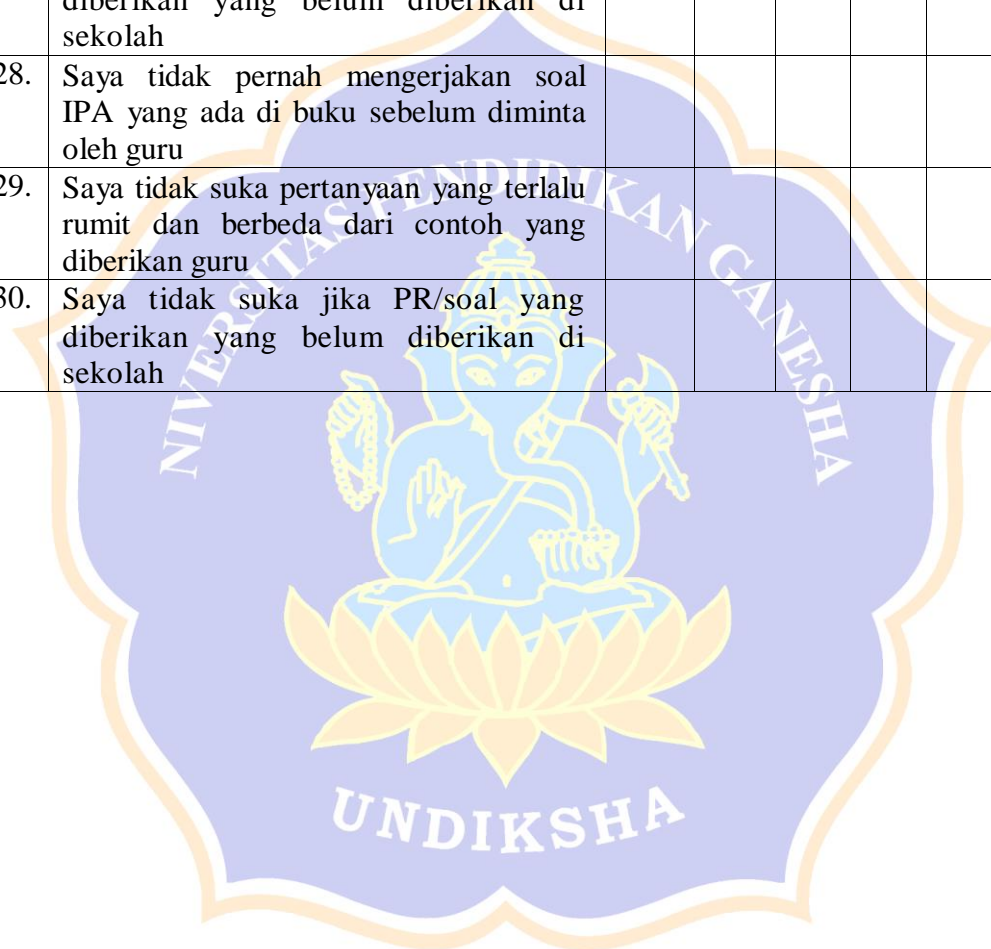 diberikan yang belum diberikan di
sekolah
28. Saya tidak pernah mengerjakan soal
IPA yang ada di buku sebelum diminta
oleh guru
29. Saya tidak suka pertanyaan yang terlalu
rumit dan berbeda dari contoh yang
diberikan guru
30. Saya tidak suka jika PR/soal yang
diberikan yang belum diberikan di
sekolah
NIVERSITAS PENDIDIKAN GANESHA
UNDIKSHA